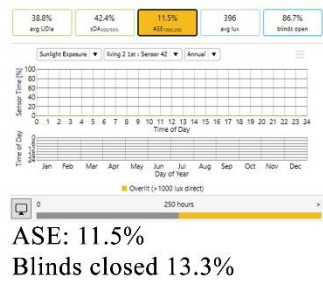 38.8% 42.4% 11.5% 396 86.7%
avg UDIa sDA300/50% ASE1000,250 avg lux blinds open
Sunlight Exposure ▼ living 2 1st : Sensor 42 ▼ Annual ▼
Sensor Time [%]
100
80
60
40
20
0
0 1 2 3 4 5 6 7 8 9 10 11 12 13 14 15 16 17 18 19 20 21 22 23 24
Time of Day
Time of Day
Jan Feb Mar Apr May Jun Jul Aug Sep Oct Nov Dec
Day of Year
Overlit (>1000 lux direct)
0 250 hours >
ASE: 11.5%
Blinds closed 13.3%